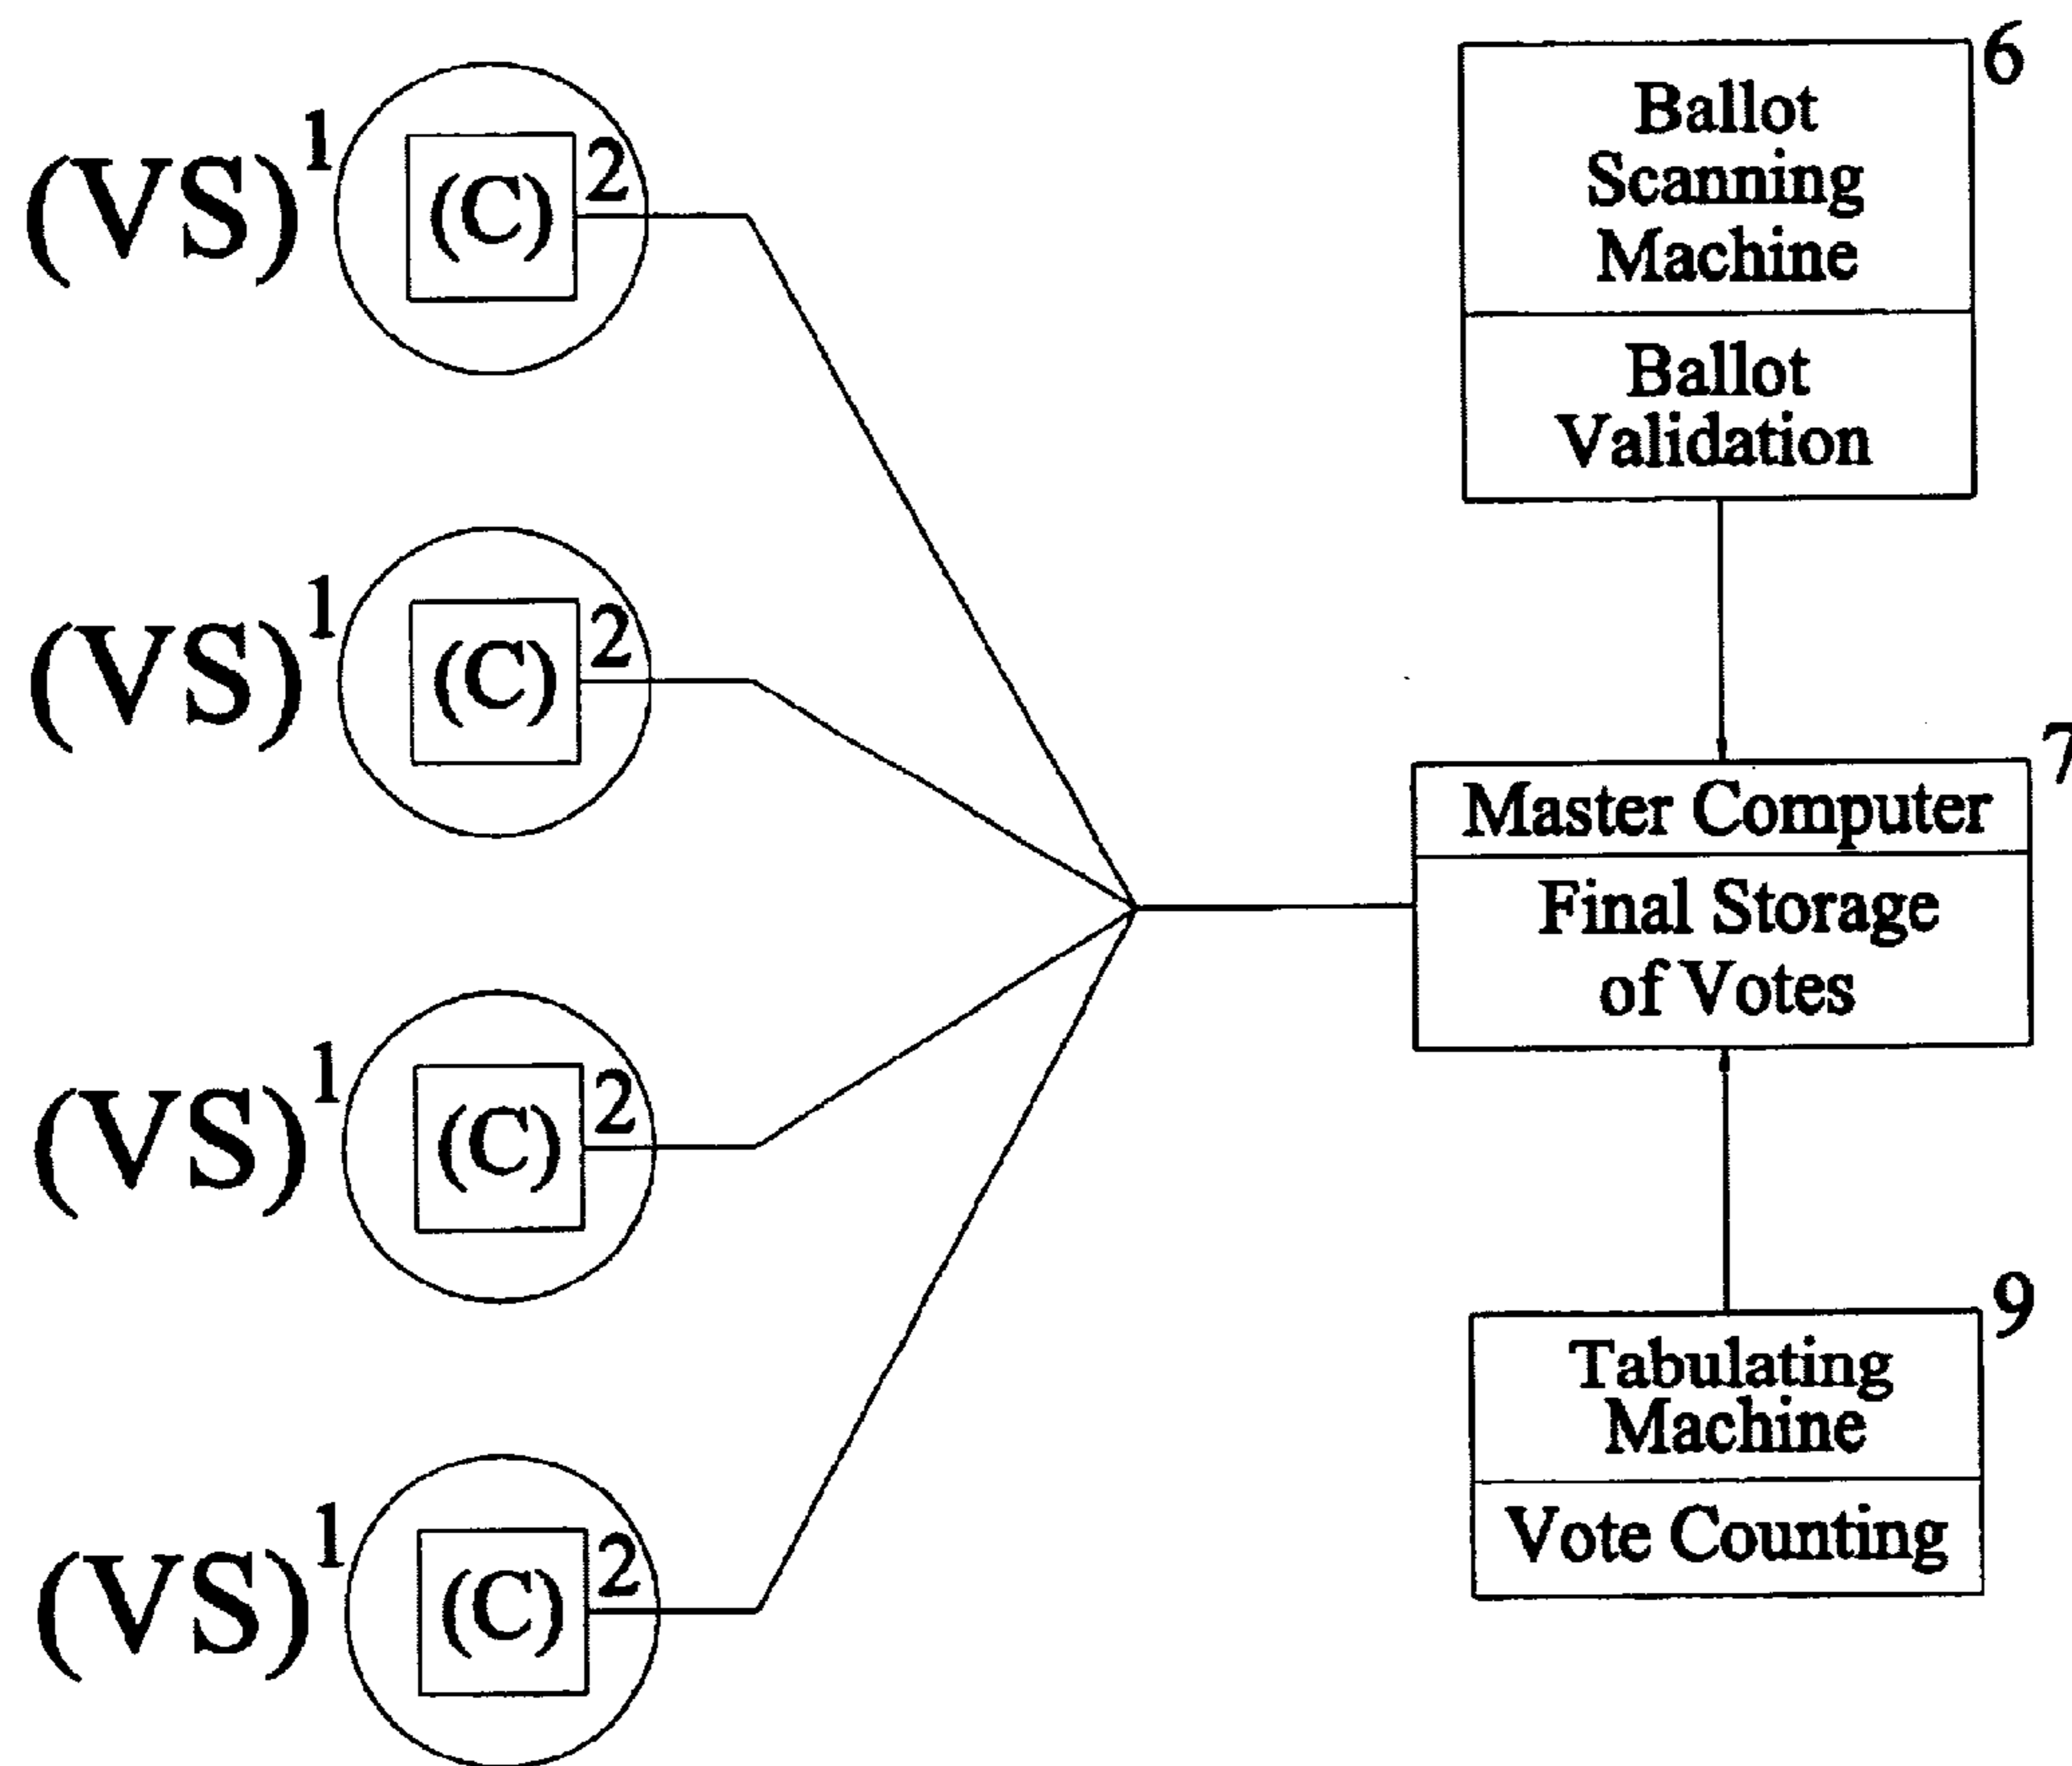 (VS) 1
(C) 2
(VS) 1
(C) 2
(VS) 1
(C) 2
(VS) 1
(C) 2
6
Ballot
Scanning
Machine
Ballot
Validation
7
Master Computer
Final Storage
of Votes
9
Tabulating
Machine
Vote Counting